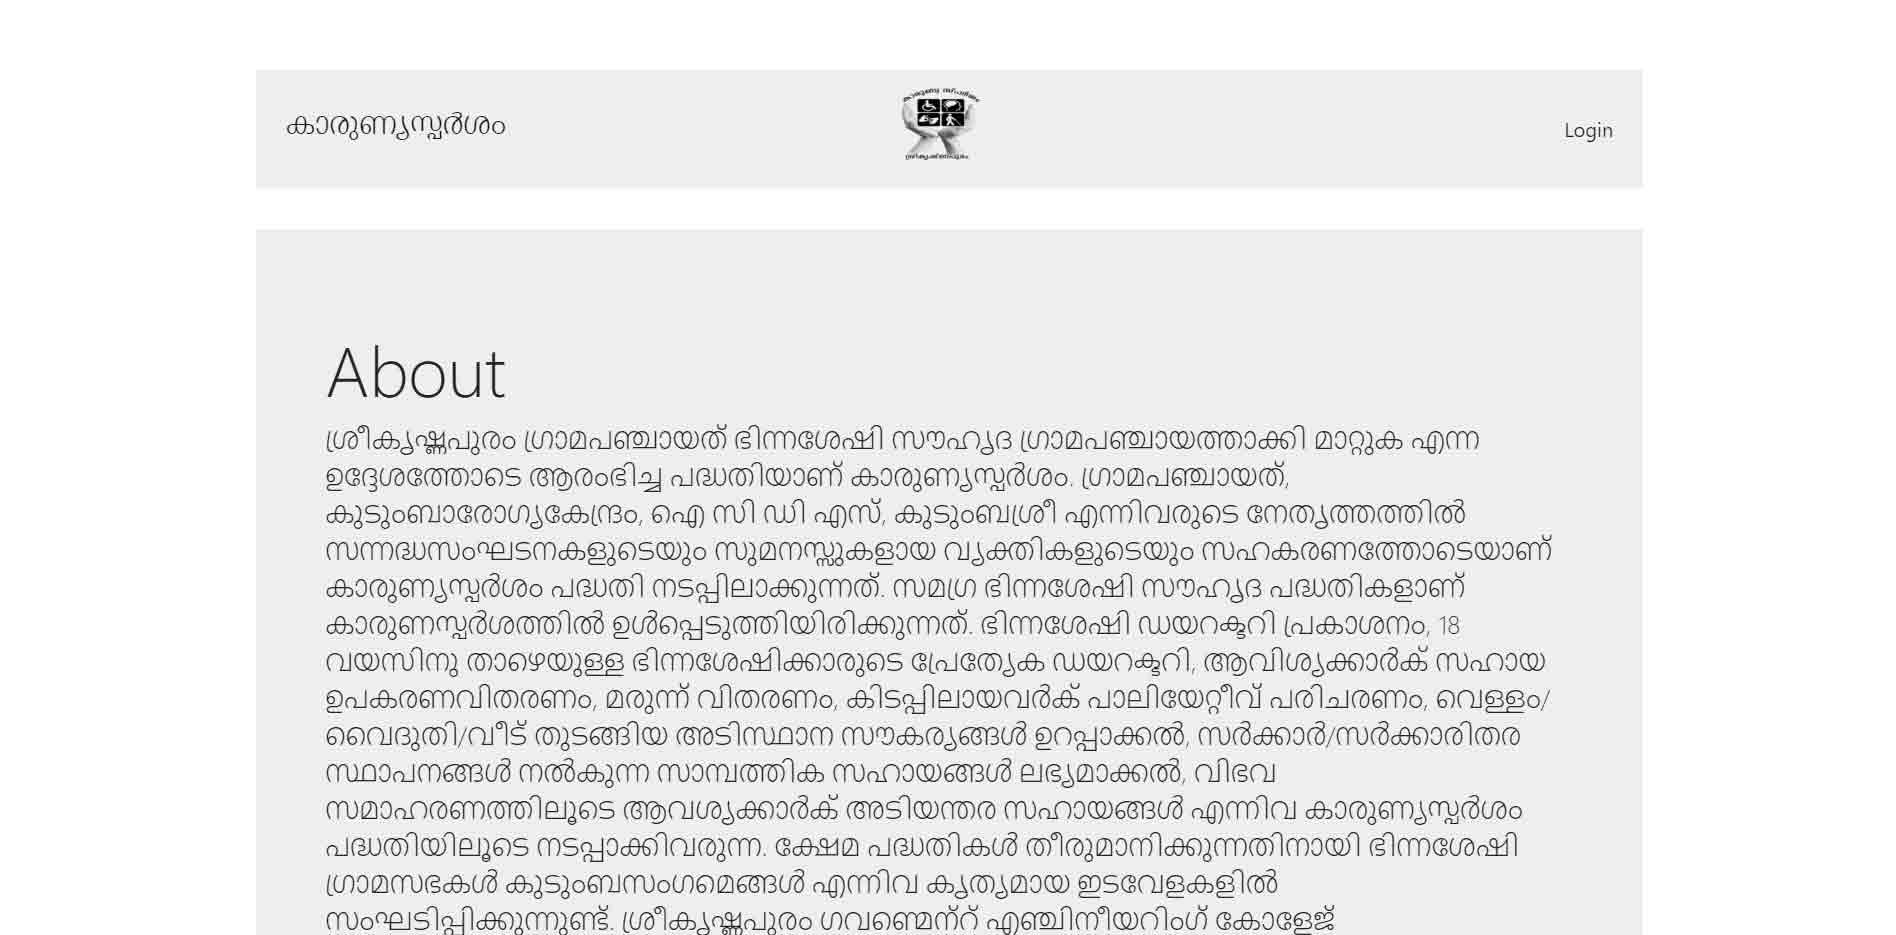 കാരുണ്യസ്പർശം
കാരുണ്യ സ്പർശം
ശ്രീകൃഷ്ണപുരം
Login
About
ശ്രീകൃഷ്ണപുരം ഗ്രാമപഞ്ചായത് ഭിന്നശേഷി സൗഹൃദ ഗ്രാമപഞ്ചായത്താക്കി മാറ്റുക എന്ന
ഉദ്ദേശത്തോടെ ആരംഭിച്ച പദ്ധതിയാണ് കാരുണ്യസ്പർശം. ഗ്രാമപഞ്ചായത്,
കുടുംബാരോഗ്യകേന്ദ്രം, ഐ സി ഡി എസ്, കുടുംബശ്രീ എന്നിവരുടെ നേതൃത്തത്തിൽ
സന്നദ്ധസംഘടനകളുടെയും സുമനസ്സുകളായ വ്യക്തികളുടെയും സഹകരണത്തോടെയാണ്
കാരുണ്യസ്പർശം പദ്ധതി നടപ്പിലാക്കുന്നത്. സമഗ്ര ഭിന്നശേഷി സൗഹൃദ പദ്ധതികളാണ്
കാരുണസ്പർശത്തിൽ ഉൾപ്പെടുത്തിയിരിക്കുന്നത്. ഭിന്നശേഷി ഡയറക്ടറി പ്രകാശനം, 18
വയസിനു താഴെയുള്ള ഭിന്നശേഷിക്കാരുടെ പ്രേത്യേക ഡയറക്ടറി, ആവിശ്യക്കാർക് സഹായ
ഉപകരണവിതരണം, മരുന്ന് വിതരണം, കിടപ്പിലായവർക് പാലിയേറ്റീവ് പരിചരണം, വെള്ളം/
വൈദുതി/വീട് തുടങ്ങിയ അടിസ്ഥാന സൗകര്യങ്ങൾ ഉറപ്പാക്കൽ, സർക്കാർ/സർക്കാരിതര
സ്ഥാപനങ്ങൾ നൽകുന്ന സാമ്പത്തിക സഹായങ്ങൾ ലഭ്യമാക്കൽ, വിഭവ
സമാഹരണത്തിലൂടെ ആവശ്യക്കാർക് അടിയന്തര സഹായങ്ങൾ എന്നിവ കാരുണ്യസ്പർശം
പദ്ധതിയിലൂടെ നടപ്പാക്കിവരുന്ന. ക്ഷേമ പദ്ധതികൾ തീരുമാനിക്കുന്നതിനായി ഭിന്നശേഷി
ഗ്രാമസഭകൾ കുടുംബസംഗമെങ്ങൾ എന്നിവ കൃത്യമായ ഇടവേളകളിൽ
സംഘടിപ്പിക്കുന്നുണ്ട്. ശ്രീകൃഷ്ണപുരം ഗവണ്മെന്റ് എഞ്ചിനീയറിംഗ് കോളേജ്